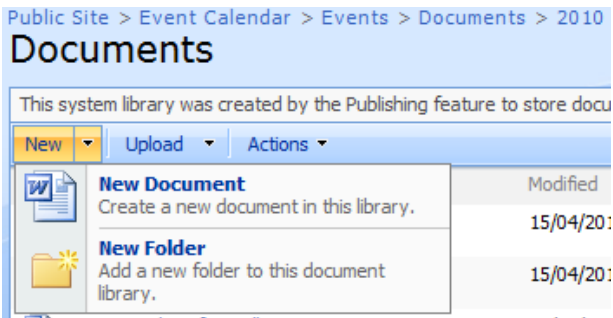 Public Site > Event Calendar > Events > Documents > 2010
Documents
This system library was created by the Publishing feature to store docu
New Upload Actions
New Document
Create a new document in this library.
Modified
15/04/201
New Folder
Add a new folder to this document
library.
15/04/201